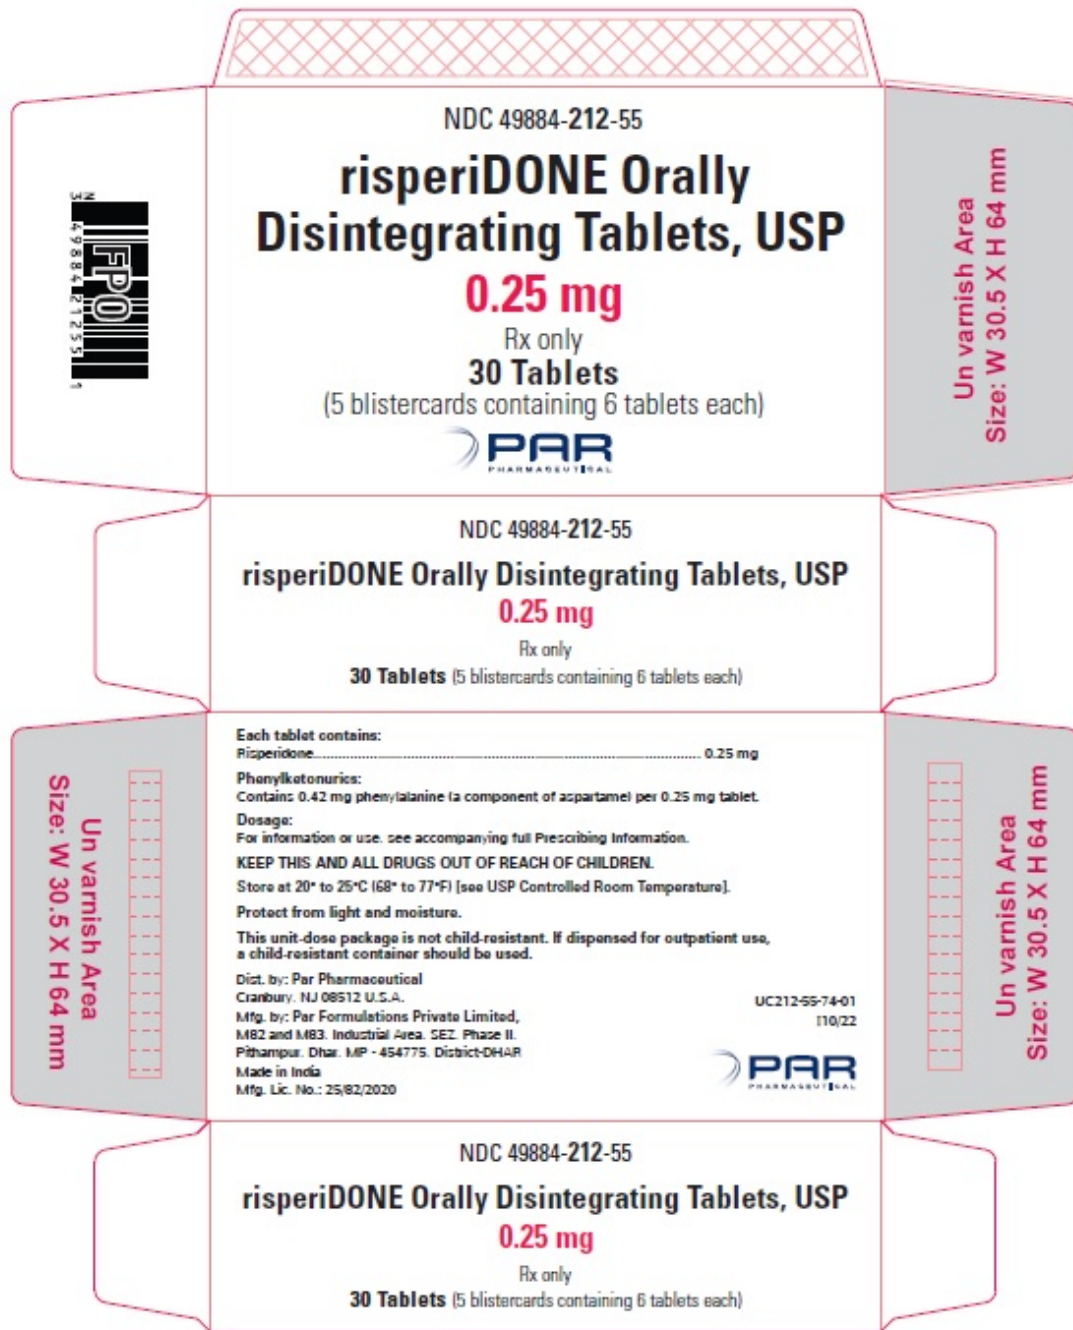 NDC 49884-212-55
risperiDONE Orally
Disintegrating Tablets, USP
0.25 mg
Rx only
30 Tablets
(5 blistercards containing 6 tablets each)
PAR
PHARMACEUTICAL
N
3
49884 21255
1
FPO
Un varnish Area
Size: W 30.5 X H 64 mm
NDC 49884-212-55
risperiDONE Orally Disintegrating Tablets, USP
0.25 mg
Rx only
30 Tablets (5 blistercards containing 6 tablets each)
Un varnish Area
Size: W 30.5 X H 64 mm
Each tablet contains:
Risperidone................................................................................................ 0.25 mg
Phenylketonurics:
Contains 0.42 mg phenylalanine (a component of aspartame) per 0.25 mg tablet.
Dosage:
For information or use, see accompanying full Prescribing Information.
KEEP THIS AND ALL DRUGS OUT OF REACH OF CHILDREN.
Store at 20° to 25°C (68° to 77°F) [see USP Controlled Room Temperature].
Protect from light and moisture.
This unit-dose package is not child-resistant. If dispensed for outpatient use,
a child-resistant container should be used.
Dist. by: Par Pharmaceutical
Cranbury, NJ 08512 U.S.A.
Mfg. by: Par Formulations Private Limited,
M82 and M83, Industrial Area, SEZ, Phase II,
Pithampur, Dhar, MP - 454775, District-DHAR
Made in India
Mfg. Lic. No.: 25/82/2020
UC212-55-74-01
I10/22
PAR
PHARMACEUTICAL
Un varnish Area
Size: W 30.5 X H 64 mm
NDC 49884-212-55
risperiDONE Orally Disintegrating Tablets, USP
0.25 mg
Rx only
30 Tablets (5 blistercards containing 6 tablets each)